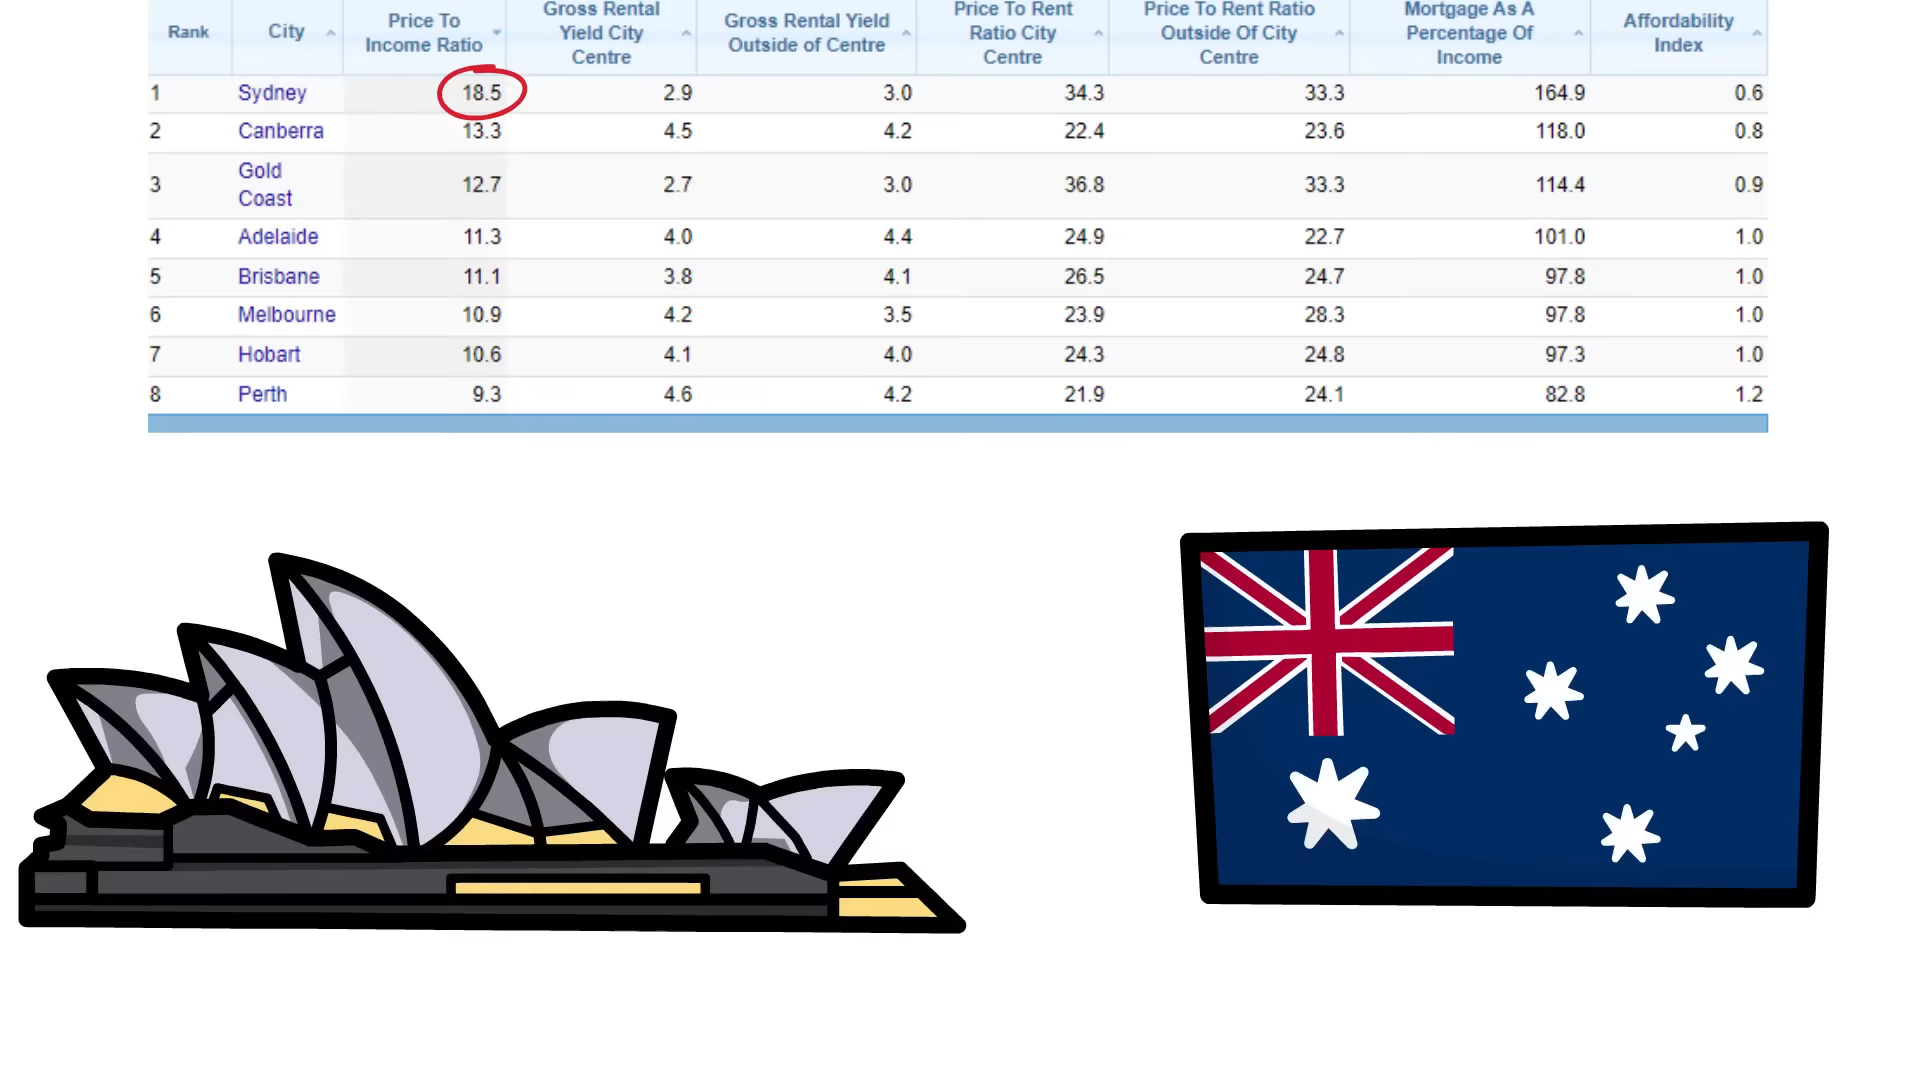 Rank City Price To Income Ratio Gross Rental Yield City Centre Gross Rental Yield Outside of Centre Price To Rent Ratio City Centre Price To Rent Ratio Outside Of City Centre Mortgage As A Percentage Of Income Affordability Index
1 Sydney 18.5 2.9 3.0 34.3 33.3 164.9 0.6
2 Canberra 13.3 4.5 4.2 22.4 23.6 118.0 0.8
3 Gold Coast 12.7 2.7 3.0 36.8 33.3 114.4 0.9
4 Adelaide 11.3 4.0 4.4 24.9 22.7 101.0 1.0
5 Brisbane 11.1 3.8 4.1 26.5 24.7 97.8 1.0
6 Melbourne 10.9 4.2 3.5 23.9 28.3 97.8 1.0
7 Hobart 10.6 4.1 4.0 24.3 24.8 97.3 1.0
8 Perth 9.3 4.6 4.2 21.9 24.1 82.8 1.2